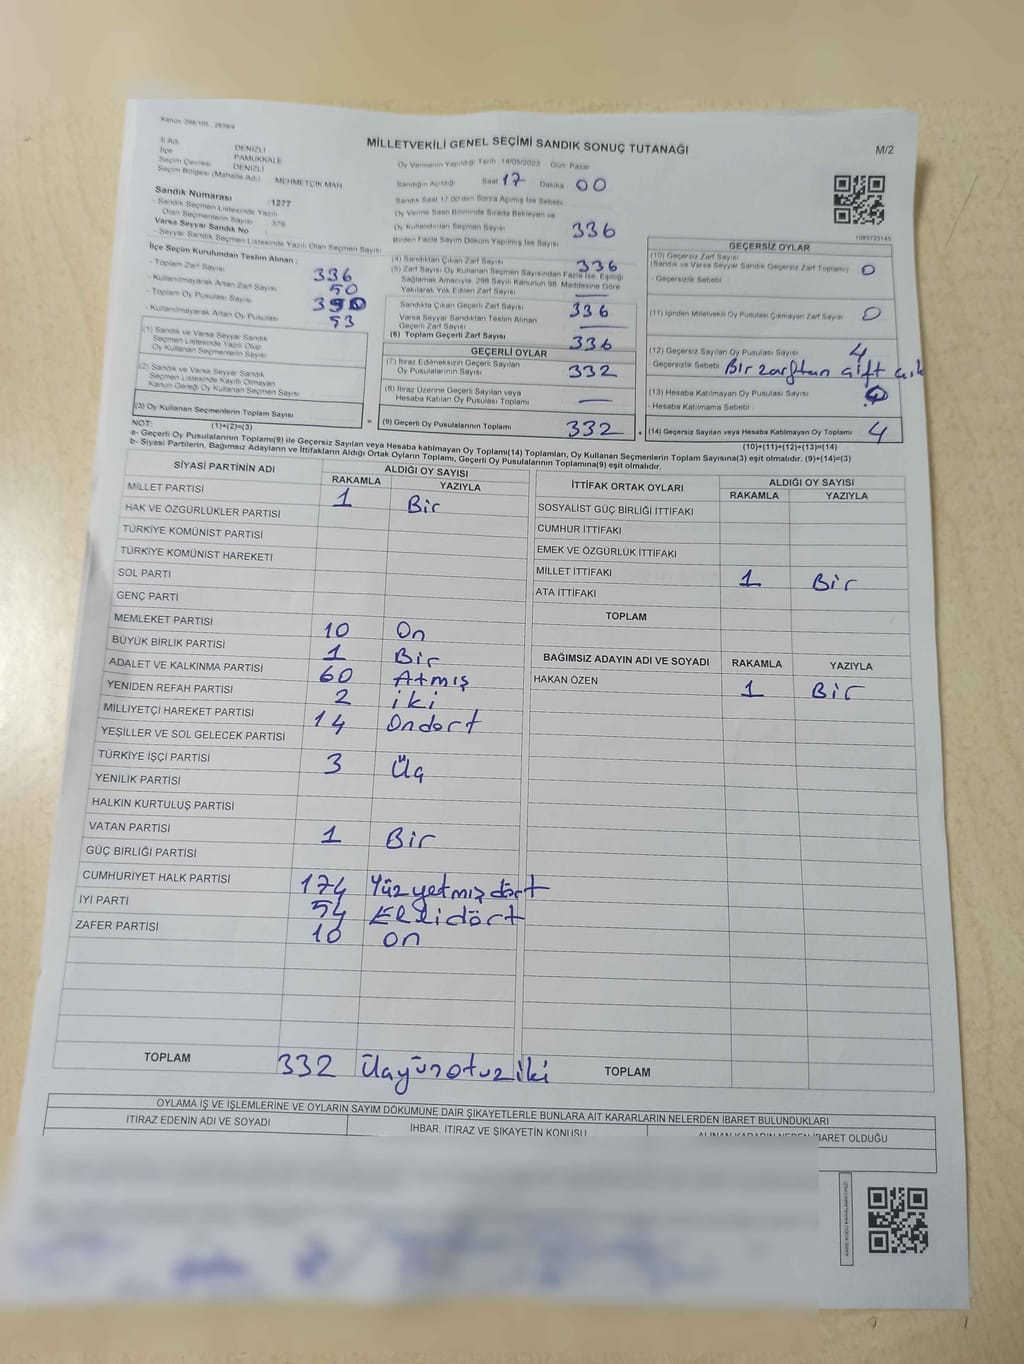 MİLLETVEKİLİ GENEL SEÇİMİ SANDIK SONUÇ TUTANAĞI
M/2
İl Adı DENİZLİ
İlçe PAMUKKALE
Seçim Çevresi DENİZLİ
Seçim Bölgesi (Mahalle Adı) : MEHMETÇİK MAH
Oy Vermenin Yapıldığı Tarih 14/05/2023 Gün Pazar
Sandığın Açıldığı Saat 17 Dakika 00
Sandık Numarası : 1277
- Sandık Seçmen Listesinde Yazılı
Olan Seçmenlerin Sayısı : 379
Varsa Seyyar Sandık No
- Seyyar Sandık Seçmen Listesinde Yazılı Olan Seçmen Sayısı
Sandık Saat 17.00'den Sonra Açılmış İse Sebebi
Oy Verme Saati Bitiminde Sırada Bekleyen ve
Oy Kullandırılan Seçmen Sayısı 336
Birden Fazla Sayım Döküm Yapılmış İse Sayısı
İlçe Seçim Kurulundan Teslim Alınan :
- Toplam Zarf Sayısı 336
- Kullanılmayarak Artan Zarf Sayısı 50
- Toplam Oy Pusulası Sayısı
- Kullanılmayarak Artan Oy Pusulası 53
(1) Sandık ve Varsa Seyyar Sandık
Seçmen Listesinde Yazılı Olup
Oy Kullanan Seçmenlerin Sayısı
(2) Sandık ve Varsa Seyyar Sandık
Seçmen Listesinde Kayıtlı Olmayan
Kanun Gereği Oy Kullanan Seçmen Sayısı
(3) Oy Kullanan Seçmenlerin Toplam Sayısı
(4) Sandıktan Çıkan Zarf Sayısı 336
(5) Zarf Sayısı Oy Kullanan Seçmen Sayısından Fazla İse, Eşitliği
Sağlamak Amacıyla, 298 Sayılı Kanunun 98. Maddesine Göre
Yakılarak Yok Edilen Zarf Sayısı
Sandıkta Çıkan Geçerli Zarf Sayısı 336
Varsa Seyyar Sandıktan Teslim Alınan
Geçerli Zarf Sayısı
(6) Toplam Geçerli Zarf Sayısı 336
GEÇERLİ OYLAR
(7) İtiraz Edilmeksizin Geçerli Sayılan
Oy Pusulalarının Sayısı 332
(8) İtiraz Üzerine Geçerli Sayılan veya
Hesaba Katılan Oy Pusulası Toplamı —
= (9) Geçerli Oy Pusulalarının Toplamı 332 +
GEÇERSİZ OYLAR
(10) Geçersiz Zarf Sayısı
(Sandık ve Varsa Seyyar Sandık Geçersiz Zarf Toplamı) 0
- Geçersizlik Sebebi
(11) İçinden Milletvekili Oy Pusulası Çıkmayan Zarf Sayısı 0
(12) Geçersiz Sayılan Oy Pusulası Sayısı 4
- Geçersizlik Sebebi Bir zarftan çift
(13) Hesaba Katılmayan Oy Pusulası Sayısı
- Hesaba Katılmama Sebebi
(14) Geçersiz Sayılan veya Hesaba Katılmayan Oy Toplamı 4
NOT: (1)+(2)=(3)
(10)+(11)+(12)+(13)=(14)
a- Geçerli Oy Pusulalarının Toplamı(9) ile Geçersiz Sayılan veya Hesaba katılmayan Oy Toplamı(14) Toplamları, Oy Kullanan Seçmenlerin Toplam Sayısına(3) eşit olmalıdır. (9)+(14)=(3)
b- Siyasi Partilerin, Bağımsız Adayların ve İttifakların Aldığı Ortak Oyların Toplamı, Geçerli Oy Pusulalarının Toplamına(9) eşit olmalıdır.
SİYASİ PARTİNİN ADI ALDIĞI OY SAYISI
RAKAMLA YAZIYLA
MİLLET PARTİSİ 1 Bir
HAK VE ÖZGÜRLÜKLER PARTİSİ
TÜRKİYE KOMÜNİST PARTİSİ
TÜRKİYE KOMÜNİST HAREKETİ
SOL PARTİ
GENÇ PARTİ
MEMLEKET PARTİSİ 10 On
BÜYÜK BİRLİK PARTİSİ 1 Bir
ADALET VE KALKINMA PARTİSİ 60 Atmış
YENİDEN REFAH PARTİSİ 2 iki
MİLLİYETÇİ HAREKET PARTİSİ 14 Ondört
YEŞİLLER VE SOL GELECEK PARTİSİ
TÜRKİYE İŞÇİ PARTİSİ 3 Üç
YENİLİK PARTİSİ
HALKIN KURTULUŞ PARTİSİ
VATAN PARTİSİ 1 Bir
GÜÇ BİRLİĞİ PARTİSİ
CUMHURİYET HALK PARTİSİ 174 Yüzyetmişdört
İYİ PARTİ 54 Ellidört
ZAFER PARTİSİ 10 on
TOPLAM 332 Üçyüzotuziki
İTTİFAK ORTAK OYLARI ALDIĞI OY SAYISI
RAKAMLA YAZIYLA
SOSYALİST GÜÇ BİRLİĞİ İTTİFAKI
CUMHUR İTTİFAKI
EMEK VE ÖZGÜRLÜK İTTİFAKI
MİLLET İTTİFAKI 1 Bir
ATA İTTİFAKI
TOPLAM
BAĞIMSIZ ADAYIN ADI VE SOYADI RAKAMLA YAZIYLA
HAKAN ÖZEN 1 Bir
TOPLAM
OYLAMA İŞ VE İŞLEMLERİNE VE OYLARIN SAYIM DÖKÜMÜNE DAİR ŞİKAYETLERLE BUNLARA AİT KARARLARIN NELERDEN İBARET BULUNDUKLARI
İTİRAZ EDENİN ADI VE SOYADI
İHBAR, İTİRAZ VE ŞİKAYETİN KONUSU
ALINAN KARARIN NEDEN İBARET OLDUĞU